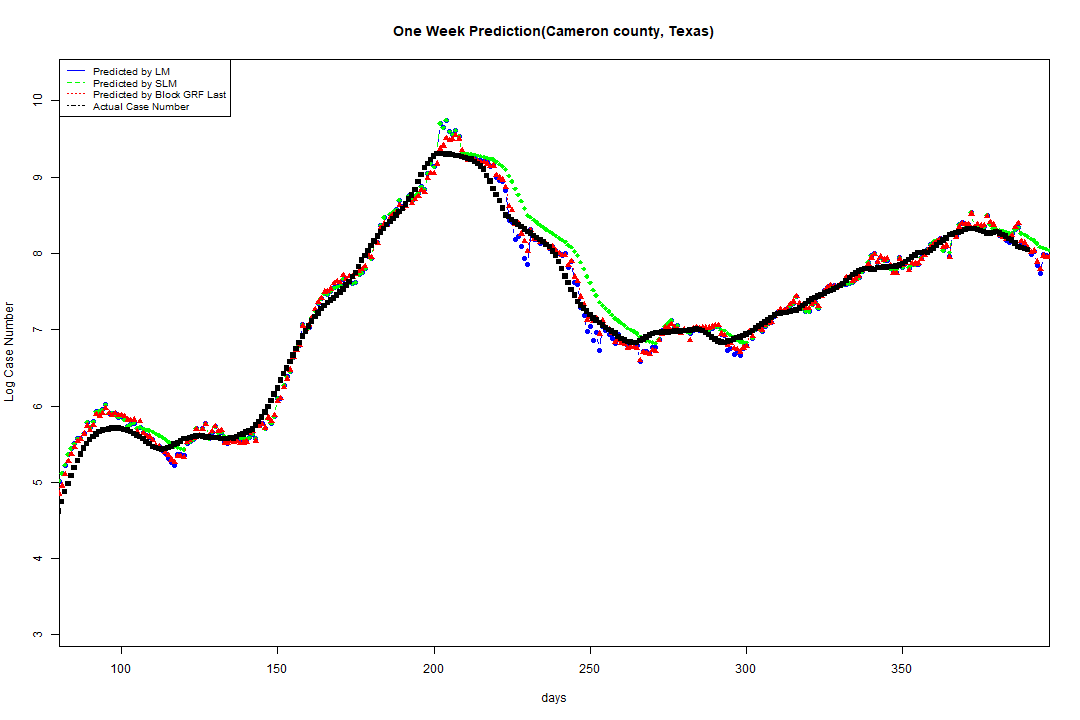 One Week Prediction(Cameron county, Texas)
Predicted by LM
Predicted by SLM
Predicted by Block GRF Last
Actual Case Number
10
9
8
7
6
5
4
3
Log Case Number
100 150 200 250 300 350
days